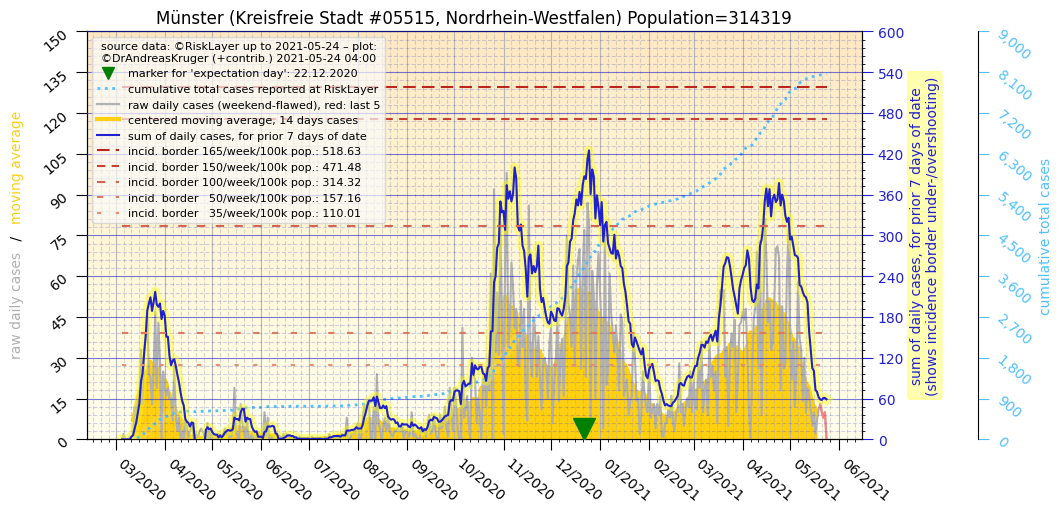 Münster (Kreisfreie Stadt #05515, Nordrhein-Westfalen) Population=314319
source data: ©RiskLayer up to 2021-05-24 – plot:
©DrAndreasKruger (+contrib.) 2021-05-24 04:00
marker for 'expectation day': 22.12.2020
cumulative total cases reported at RiskLayer
raw daily cases (weekend-flawed), red: last 5
centered moving average, 14 days cases
sum of daily cases, for prior 7 days of date
incid. border 165/week/100k pop.: 518.63
incid. border 150/week/100k pop.: 471.48
incid. border 100/week/100k pop.: 314.32
incid. border 50/week/100k pop.: 157.16
incid. border 35/week/100k pop.: 110.01
raw daily cases / moving average
150
135
120
105
90
75
60
45
30
15
0
03/2020
04/2020
05/2020
06/2020
07/2020
08/2020
09/2020
10/2020
11/2020
12/2020
01/2021
02/2021
03/2021
04/2021
05/2021
06/2021
600
540
480
420
360
300
240
180
120
60
0
sum of daily cases, for prior 7 days of date
(shows incidence border under-/overshooting)
9,000
8,100
7,200
6,300
5,400
4,500
3,600
2,700
1,800
900
0
cumulative total cases